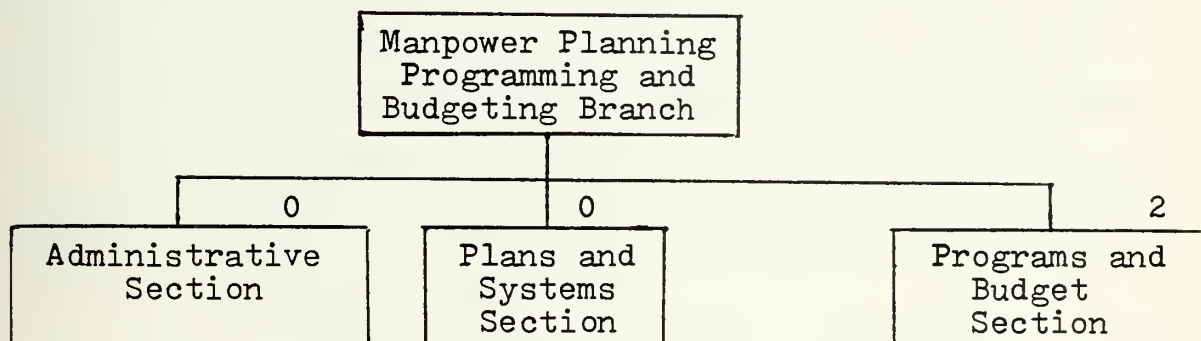 Manpower Planning
Programming and
Budgeting Branch
0
0
2
Administrative
Section
Plans and
Systems
Section
Programs and
Budget
Section